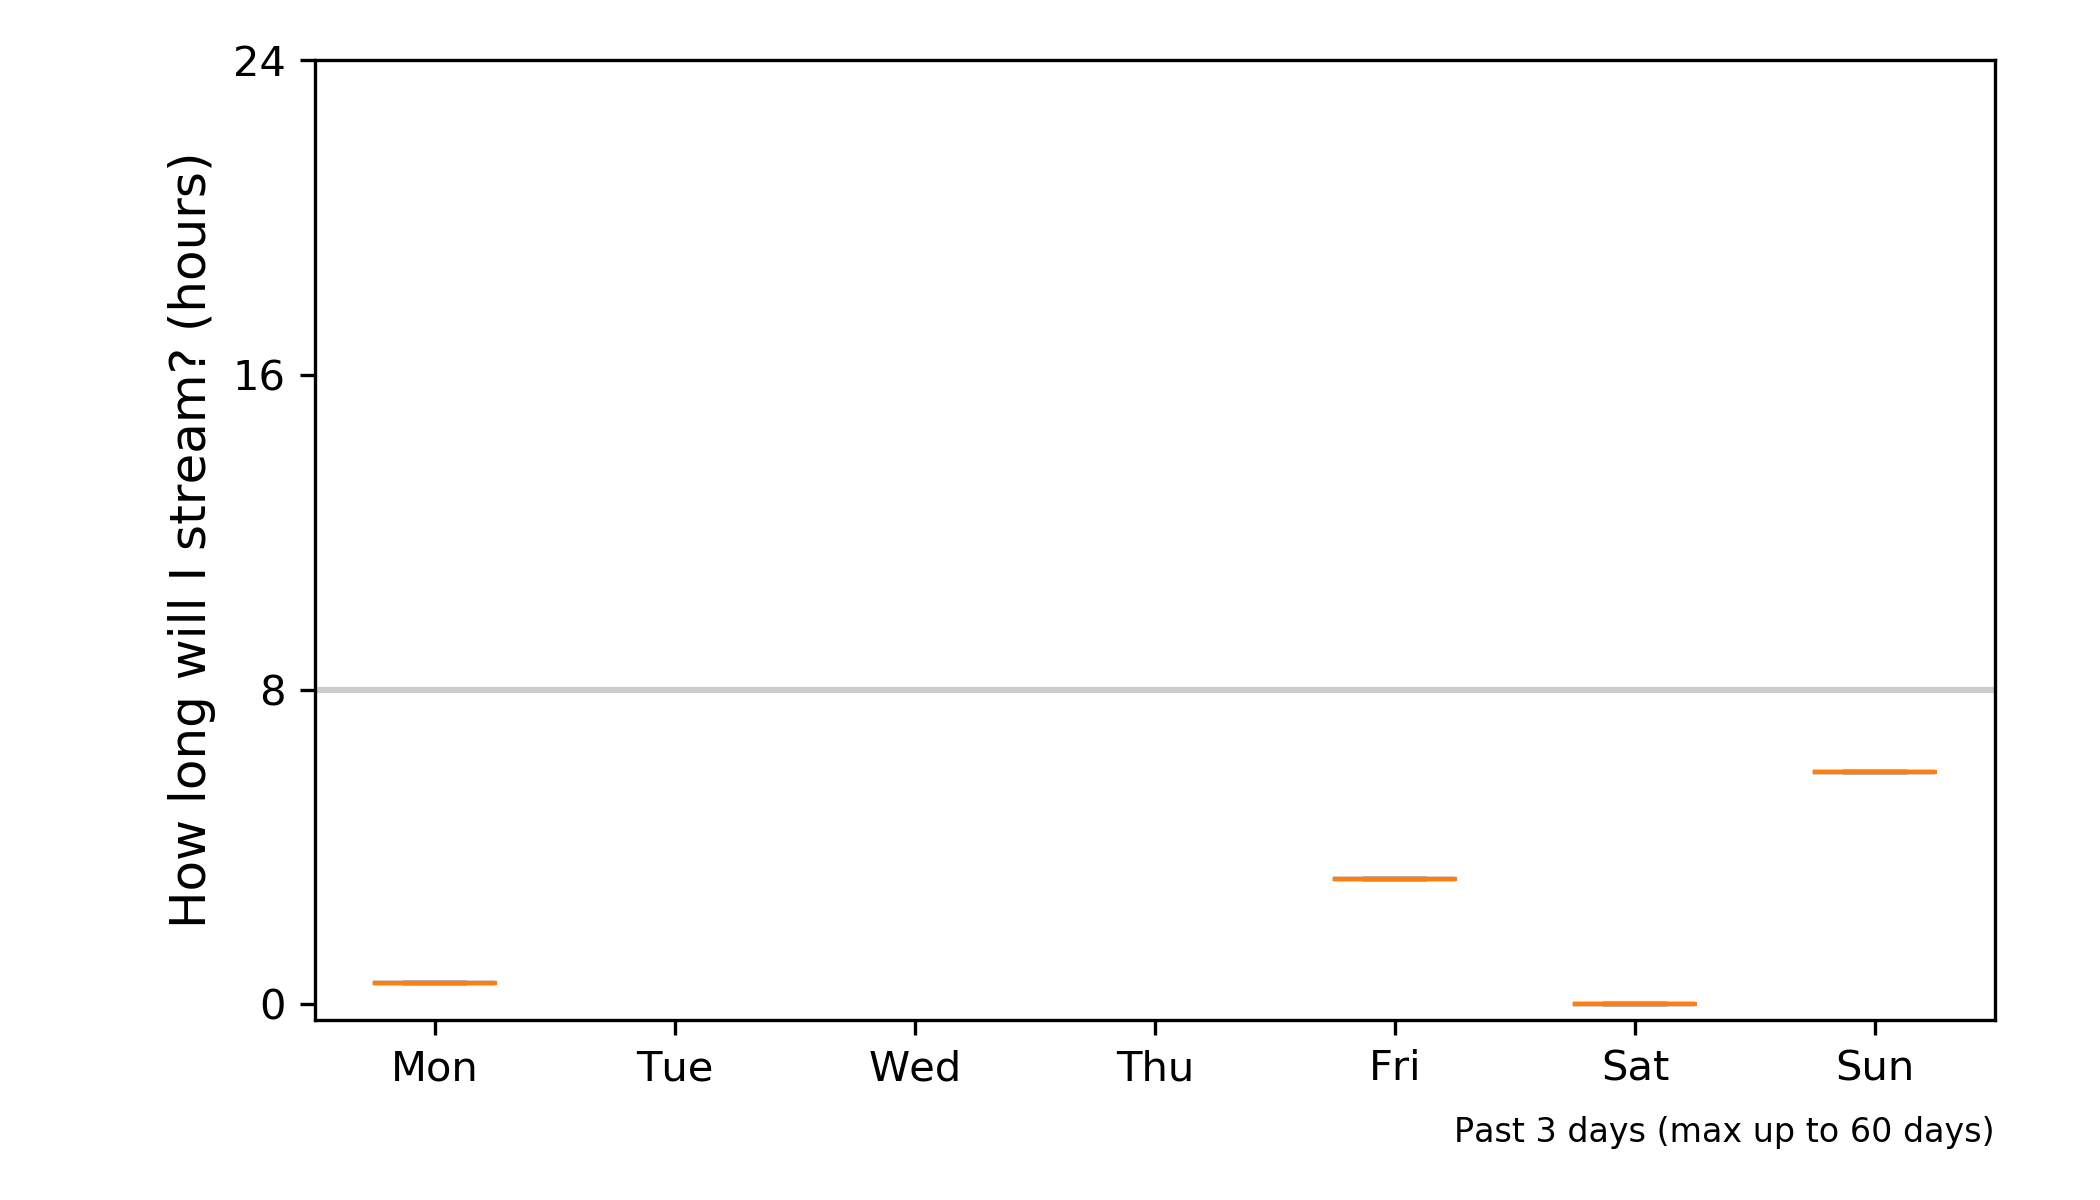 How long will I stream? (hours)
24
16
8
0
Mon Tue Wed Thu Fri Sat Sun
Past 3 days (max up to 60 days)